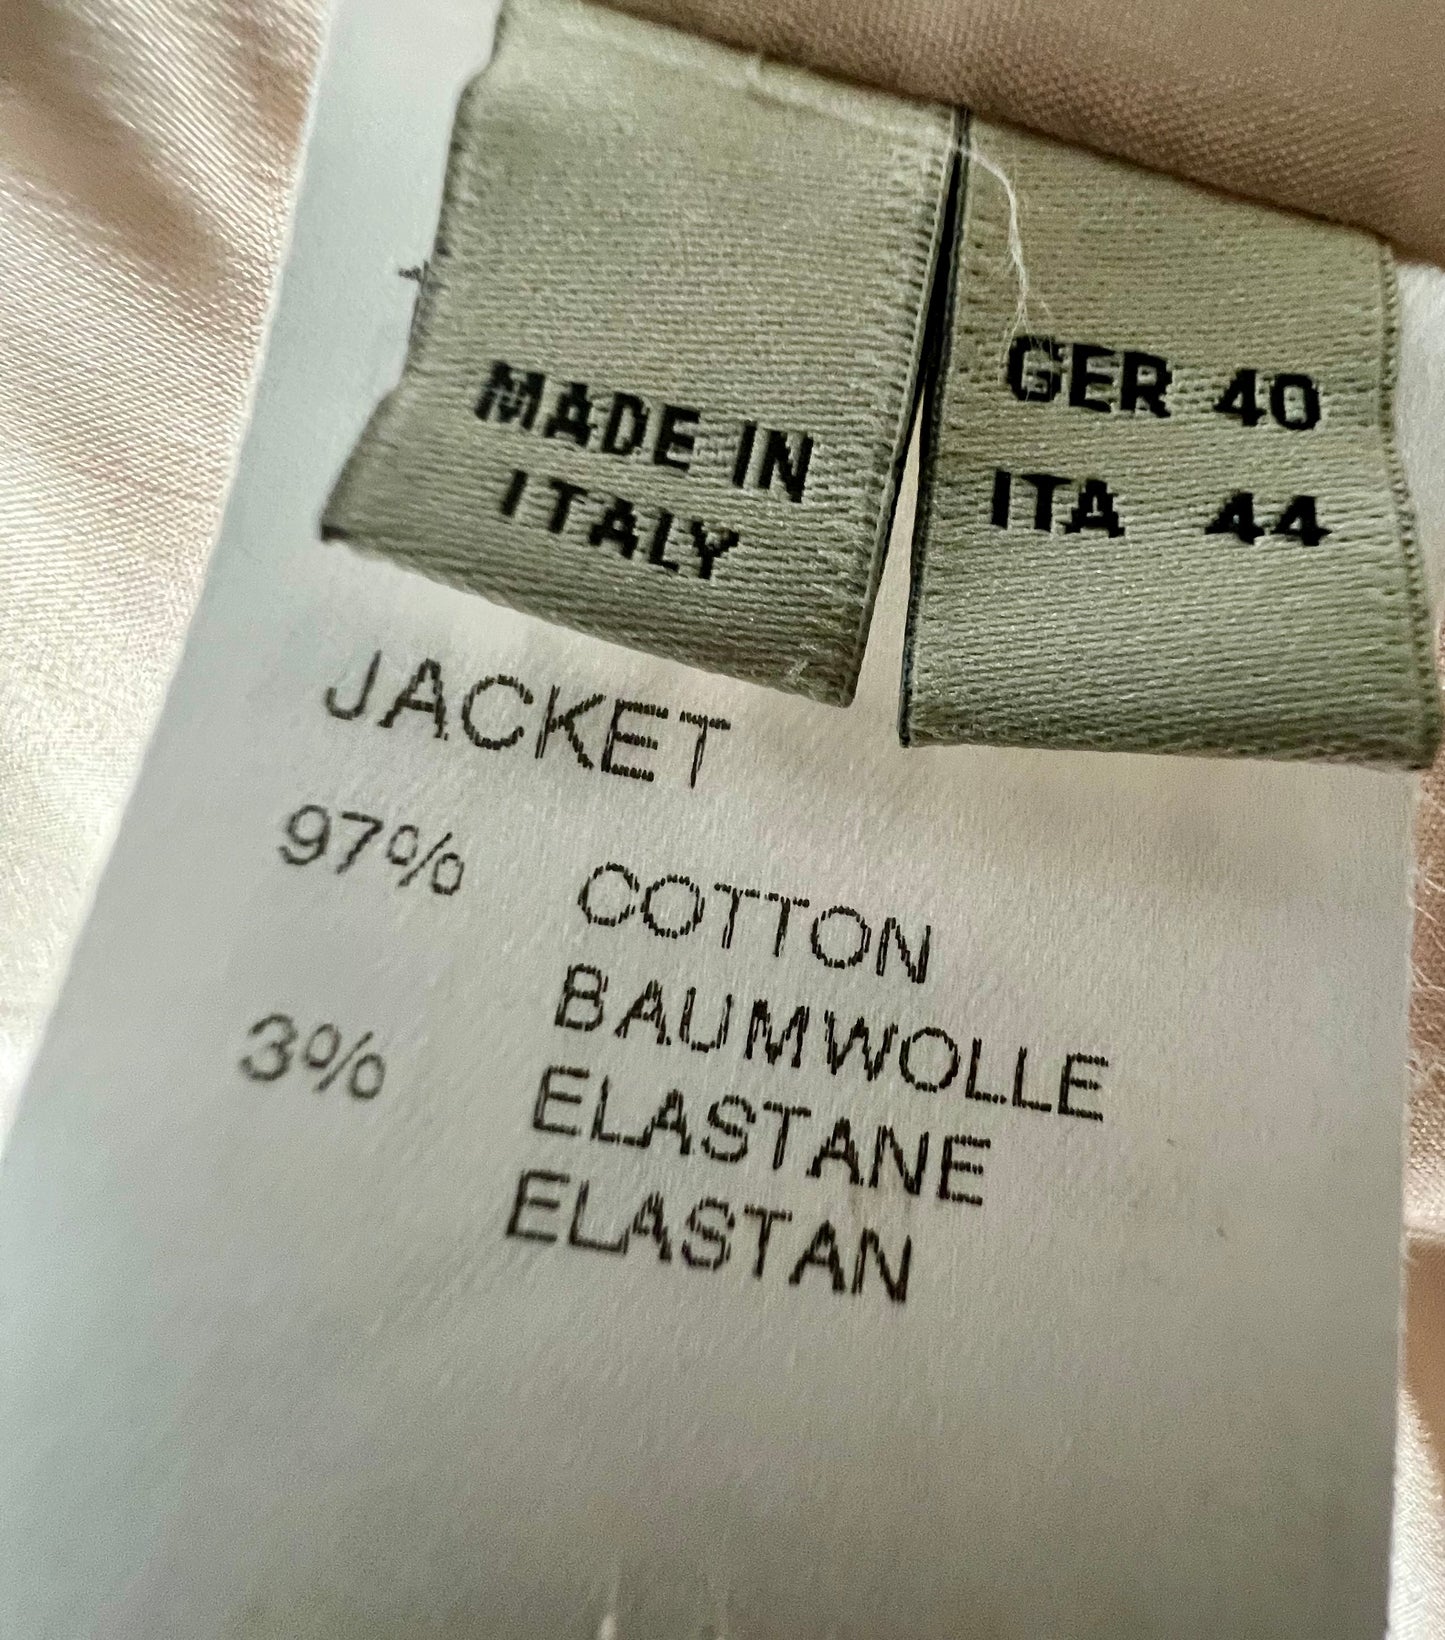 MADE IN
ITALY
GER 40
ITA 44
JACKET
97% COTTON
BAUMWOLLE
3% ELASTANE
ELASTAN